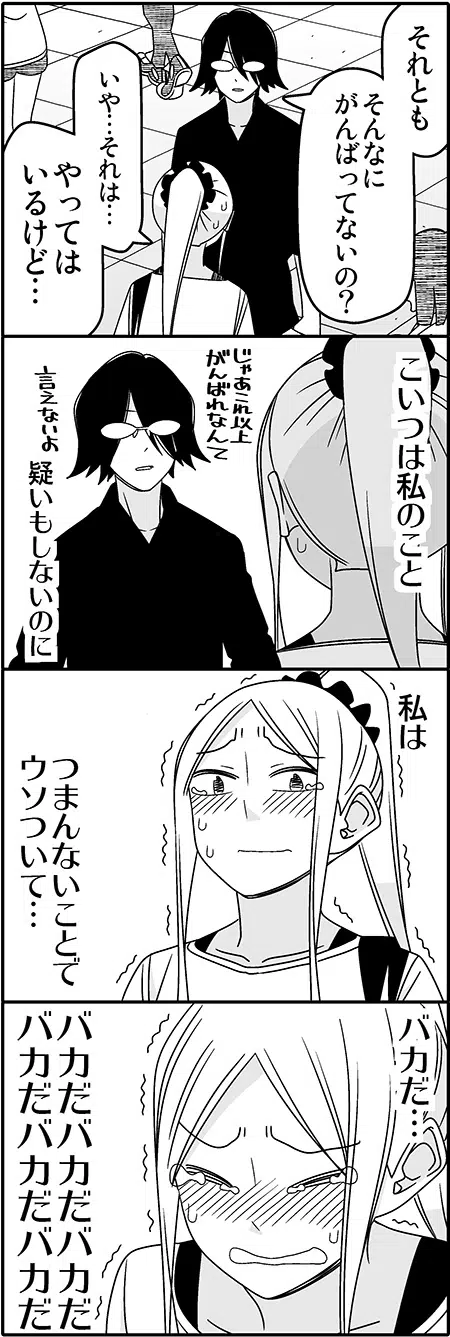 それとも
そんなに
がんばってないの？
いや…それは…
やっては
いるけど…
こいつは私のこと
じゃあこれ以上
がんばれなんて
言えないよ
疑いもしないのに
私は
つまんないことで
ウソついて…
バカだ…
バカだバカだバカだ
バカだバカだバカだ